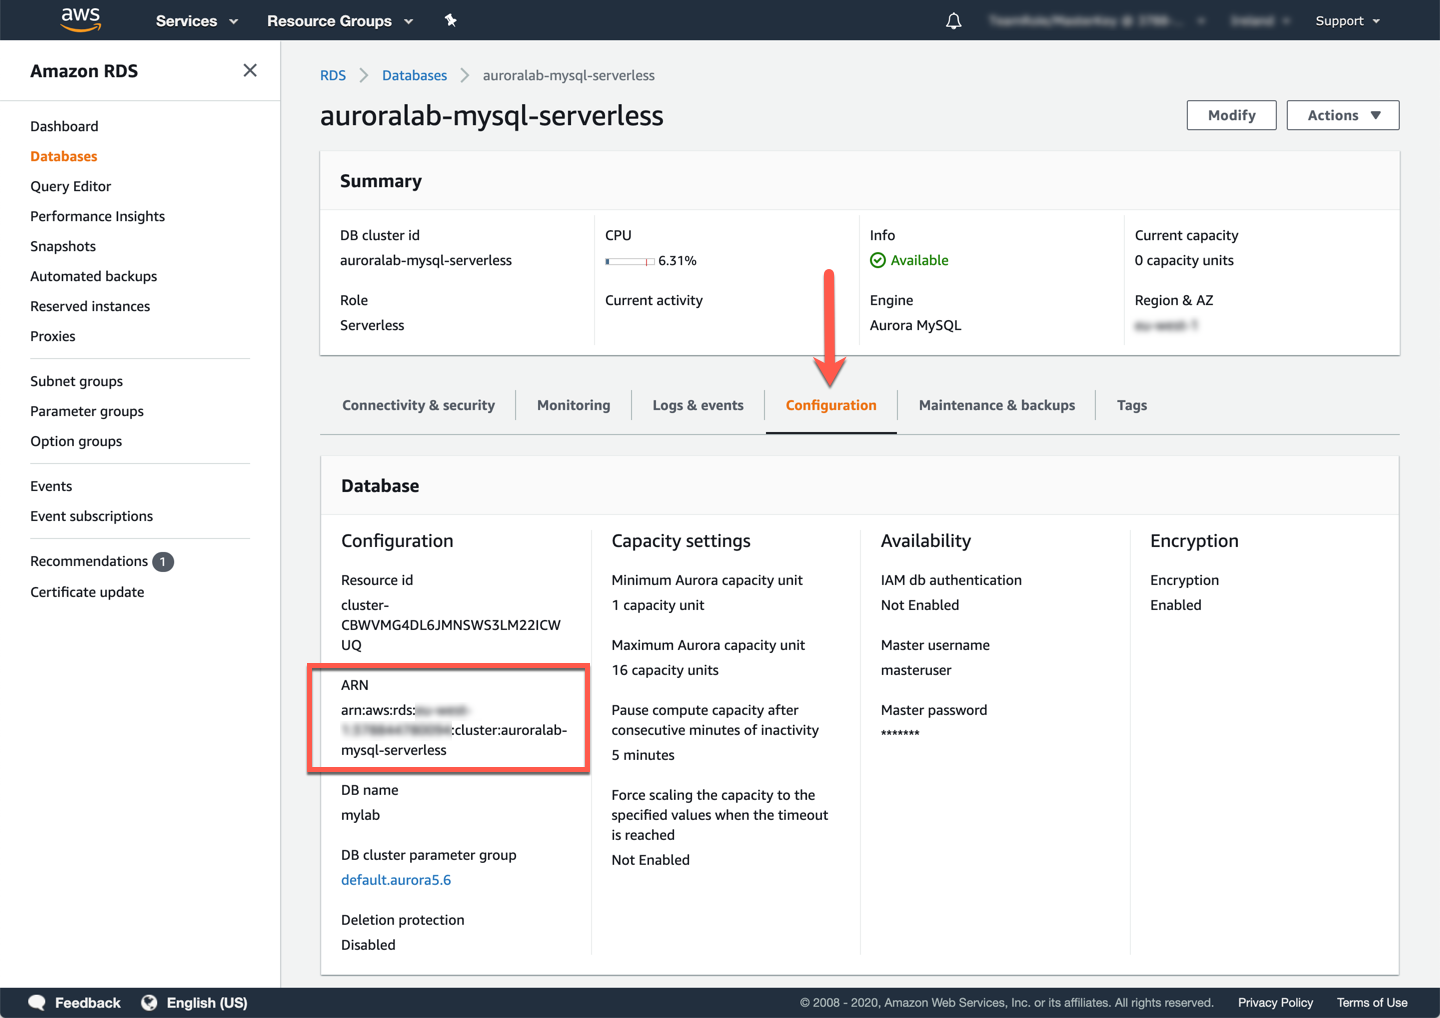 aws
Services
Resource Groups
Support
Amazon RDS
Dashboard
Databases
Query Editor
Performance Insights
Snapshots
Automated backups
Reserved instances
Proxies
Subnet groups
Parameter groups
Option groups
Events
Event subscriptions
Recommendations 1
Certificate update
RDS
Databases
auroralab-mysql-serverless
auroralab-mysql-serverless
Modify
Actions
Summary
DB cluster id
auroralab-mysql-serverless
Role
Serverless
CPU
6.31%
Current activity
Info
Available
Engine
Aurora MySQL
Current capacity
0 capacity units
Region & AZ
Connectivity & security
Monitoring
Logs & events
Configuration
Maintenance & backups
Tags
Database
Configuration
Resource id
cluster-
CBWVMG4DL6JMNSWS3LM22ICW
UQ
ARN
arn:aws:rds:
:cluster:auroralab-
mysql-serverless
DB name
mylab
DB cluster parameter group
default.aurora5.6
Deletion protection
Disabled
Capacity settings
Minimum Aurora capacity unit
1 capacity unit
Maximum Aurora capacity unit
16 capacity units
Pause compute capacity after
consecutive minutes of inactivity
5 minutes
Force scaling the capacity to the
specified values when the timeout
is reached
Not Enabled
Availability
IAM db authentication
Not Enabled
Master username
masteruser
Master password
*******
Encryption
Encryption
Enabled
Feedback
English (US)
© 2008 - 2020, Amazon Web Services, Inc. or its affiliates. All rights reserved.
Privacy Policy
Terms of Use